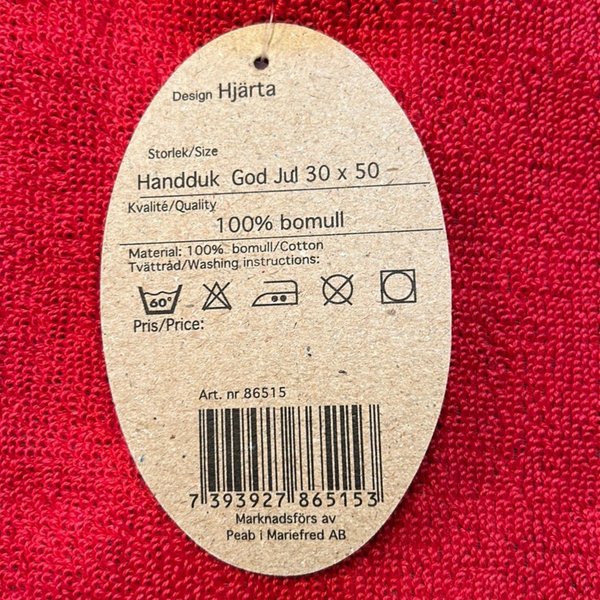 Design Hjärta
Storlek/Size
Handduk God Jul 30 x 50
Kvalité/Quality
100% bomull
Material: 100% bomull/Cotton
Tvättråd/Washing instructions:
60°
Pris/Price:
Art. nr 86515
7 393927 865153
Marknadsförs av
Peab i Mariefred AB